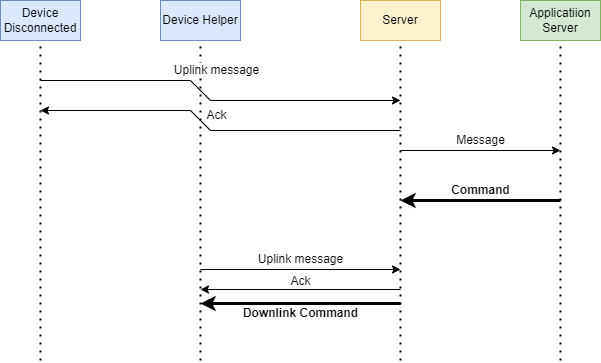 Device
Disconnected
Device Helper
Server
Applicatiion
Server
Uplink message
Ack
Message
Command
Uplink message
Ack
Downlink Command